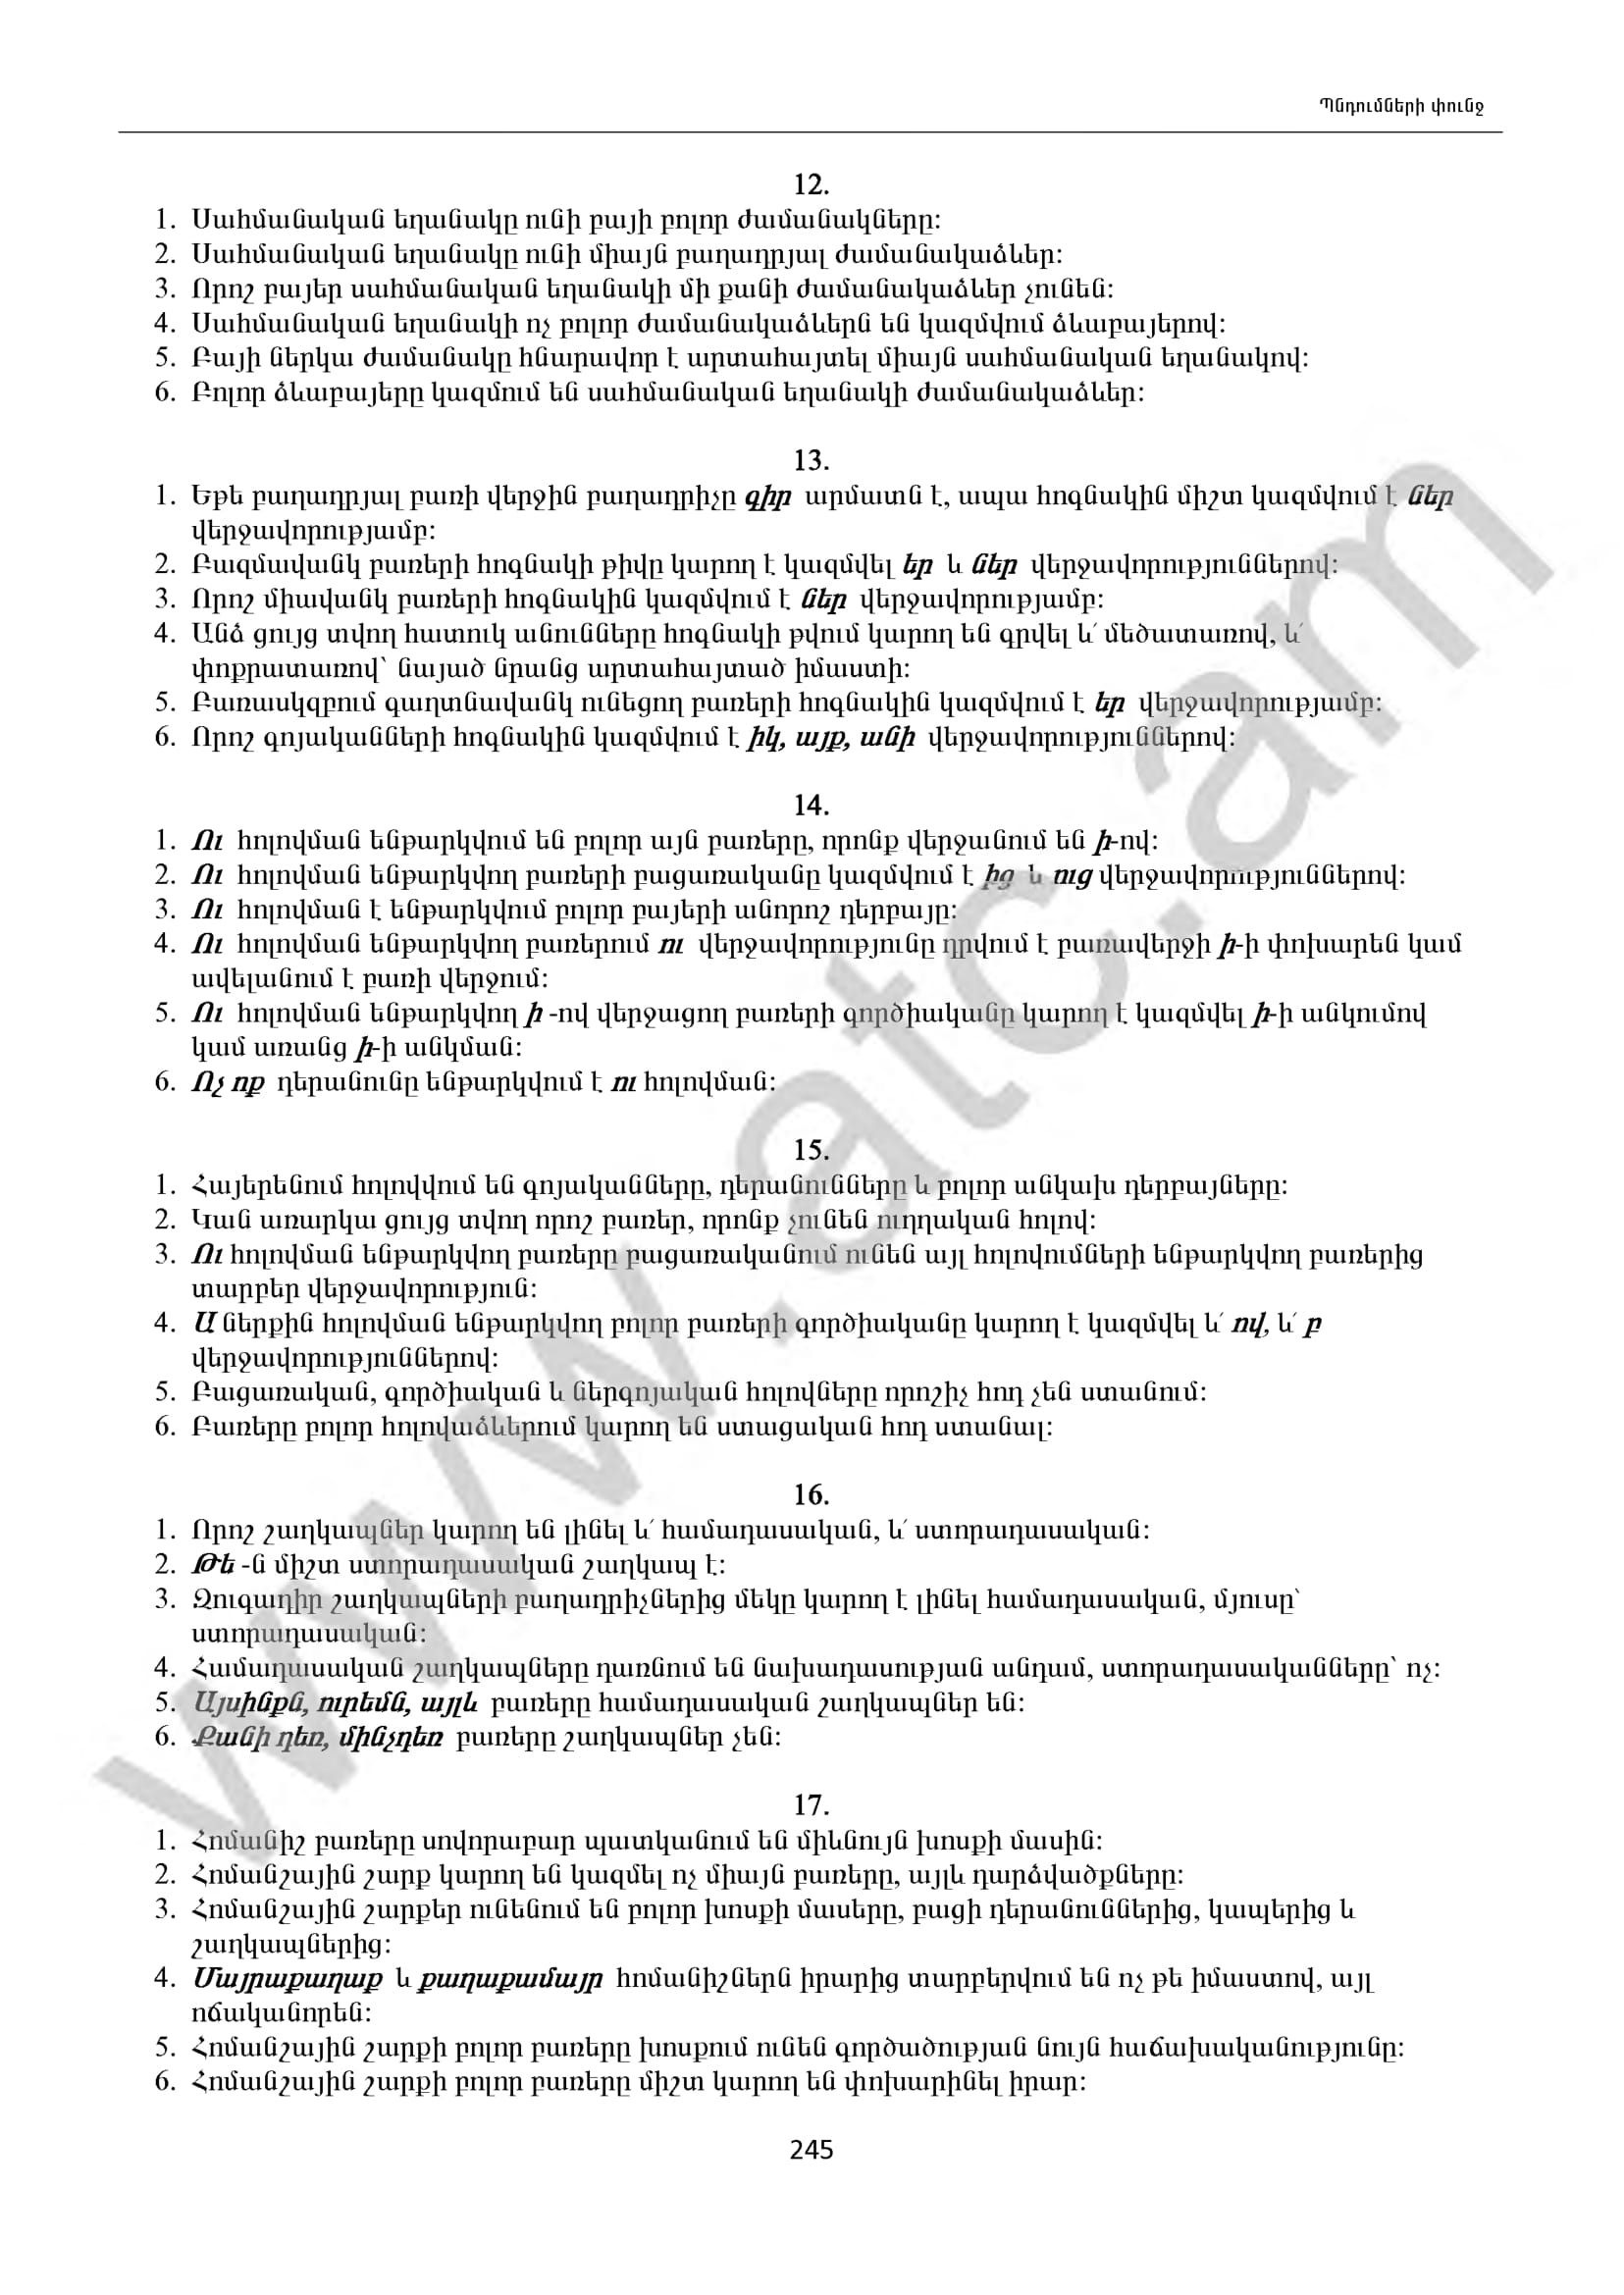 Պնդումների փունջ
12.
1. Սահմանական եղանակը ունի բայի բոլոր ժամանակները:
2. Սահմանական եղանակը ունի միայն բաղադրյալ ժամանակաձևեր:
3. Որոշ բայեր սահմանական եղանակի մի քանի ժամանակաձևեր չունեն:
4. Սահմանական եղանակի ոչ բոլոր ժամանակաձևերն են կազմվում ձևաբայերով:
5. Բայի ներկա ժամանակը հնարավոր է արտահայտել միայն սահմանական եղանակով:
6. Բոլոր ձևաբայերը կազմում են սահմանական եղանակի ժամանակաձևեր:
13.
1. Եթե բաղադրյալ բառի վերջին բաղադրիչը գիր արմատն է, ապա հոգնակին միշտ կազմվում է ներ
վերջավորությամբ:
2. Բազմավանկ բառերի հոգնակի թիվը կարող է կազմվել եր և ներ վերջավորություններով:
3. Որոշ միավանկ բառերի հոգնակին կազմվում է ներ վերջավորությամբ:
4. Անձ ցույց տվող հատուկ անունները հոգնակի թվում կարող են գրվել և՛ մեծատառով, և՛
փոքրատառով՝ նայած նրանց արտահայտած իմաստի:
5. Բառասկզբում գաղտնավանկ ունեցող բառերի հոգնակին կազմվում է եր վերջավորությամբ:
6. Որոշ գոյականների հոգնակին կազմվում է իկ, այք, անի վերջավորություններով:
14.
1. Ու հոլովման ենթարկվում են բոլոր այն բառերը, որոնք վերջանում են ի-ով:
2. Ու հոլովման ենթարկվող բառերի բացառականը կազմվում է ից և ուց վերջավորություններով:
3. Ու հոլովման է ենթարկվում բոլոր բայերի անորոշ դերբայը:
4. Ու հոլովման ենթարկվող բառերում ու վերջավորությունը դրվում է բառավերջի ի-ի փոխարեն կամ
ավելանում է բառի վերջում:
5. Ու հոլովման ենթարկվող ի -ով վերջացող բառերի գործիականը կարող է կազմվել ի-ի անկումով
կամ առանց ի-ի անկման:
6. Ոչ ոք դերանունը ենթարկվում է ու հոլովման:
15.
1. Հայերենում հոլովվում են գոյականները, դերանունները և բոլոր անկախ դերբայները:
2. Կան առարկա ցույց տվող որոշ բառեր, որոնք չունեն ուղղական հոլով:
3. Ու հոլովման ենթարկվող բառերը բացառականում ունեն այլ հոլովումների ենթարկվող բառերից
տարբեր վերջավորություն:
4. Ա ներքին հոլովման ենթարկվող բոլոր բառերի գործիականը կարող է կազմվել և՛ ով, և՛ բ
վերջավորություններով:
5. Բացառական, գործիական և ներգոյական հոլովները որոշիչ հոդ չեն ստանում:
6. Բառերը բոլոր հոլովաձևերում կարող են ստացական հոդ ստանալ:
16.
1. Որոշ շաղկապներ կարող են լինել և՛ համադասական, և՛ ստորադասական:
2. Թե -ն միշտ ստորադասական շաղկապ է:
3. Զուգադիր շաղկապների բաղադրիչներից մեկը կարող է լինել համադասական, մյուսը՝
ստորադասական:
4. Համադասական շաղկապները դառնում են նախադասության անդամ, ստորադասականները՝ ոչ:
5. Այսինքն, ուրեմն, այլև բառերը համադասական շաղկապներ են:
6. Քանի դեռ, մինչդեռ բառերը շաղկապներ չեն:
17.
1. Հոմանիշ բառերը սովորաբար պատկանում են միևնույն խոսքի մասին:
2. Հոմանշային շարք կարող են կազմել ոչ միայն բառերը, այլև դարձվածքները:
3. Հոմանշային շարքեր ունենում են բոլոր խոսքի մասերը, բացի դերանուններից, կապերից և
շաղկապներից:
4. Մայրաքաղաք և քաղաքամայր հոմանիշներն իրարից տարբերվում են ոչ թե իմաստով, այլ
ոճականորեն:
5. Հոմանշային շարքի բոլոր բառերը խոսքում ունեն գործածության նույն հաճախականությունը:
6. Հոմանշային շարքի բոլոր բառերը միշտ կարող են փոխարինել իրար:
245
www.atc.am